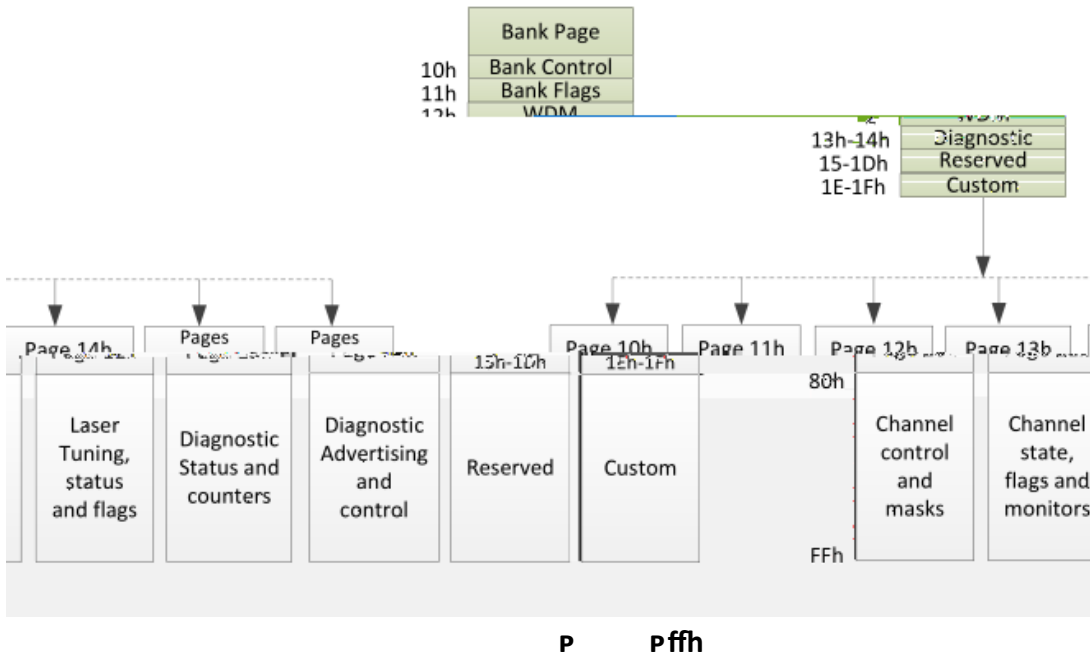 Bank Page
10h Bank Control
11h Bank Flags
12h WDM
13h-14h Diagnostic
15-1Dh Reserved
1E-1Fh Custom
Page 14h
Pages
Pages
Page 10h
Page 11h
Page 12h
Page 13h
15h-1Dh
1Eh-1Fh
80h
Laser
Tuning,
status
and flags
Diagnostic
Status and
counters
Diagnostic
Advertising
and
control
Reserved
Custom
Channel
control
and
masks
Channel
state,
flags and
monitors
FFh
P Pffh